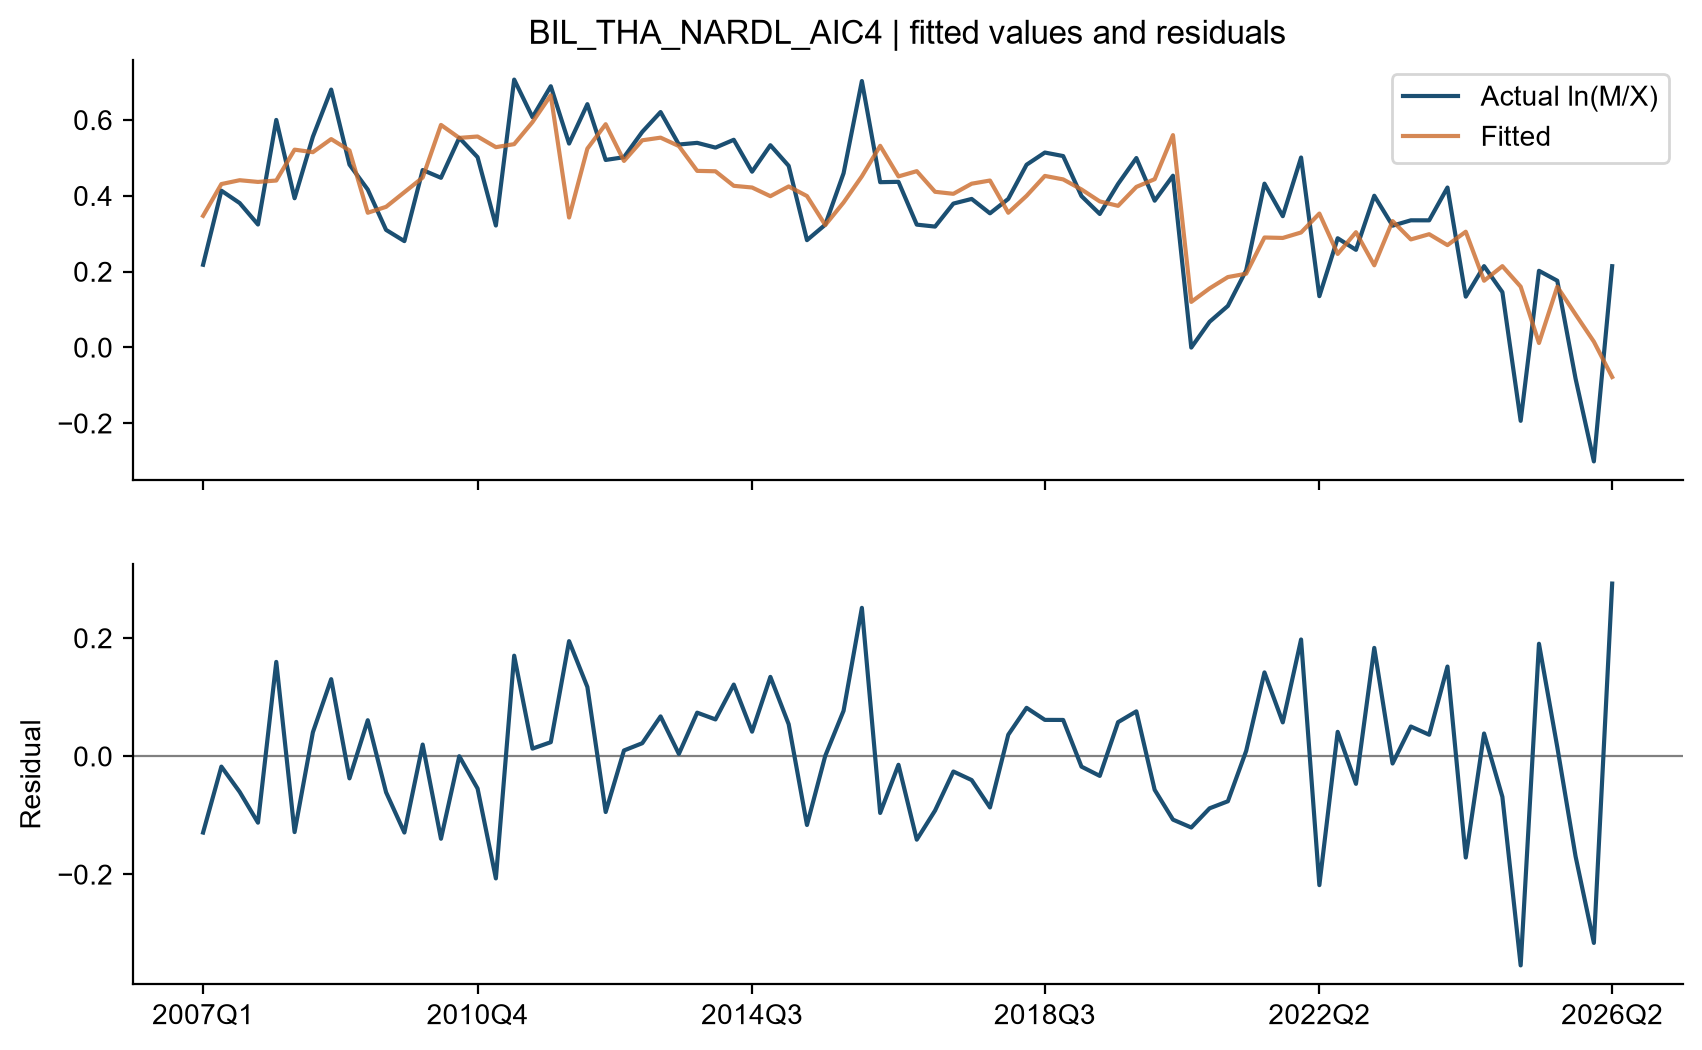 BIL_THA_NARDL_AIC4 | fitted values and residuals
Actual ln(M/X)
Fitted
0.6
0.4
0.2
0.0
−0.2
Residual
0.2
0.0
−0.2
2007Q1 2010Q4 2014Q3 2018Q3 2022Q2 2026Q2